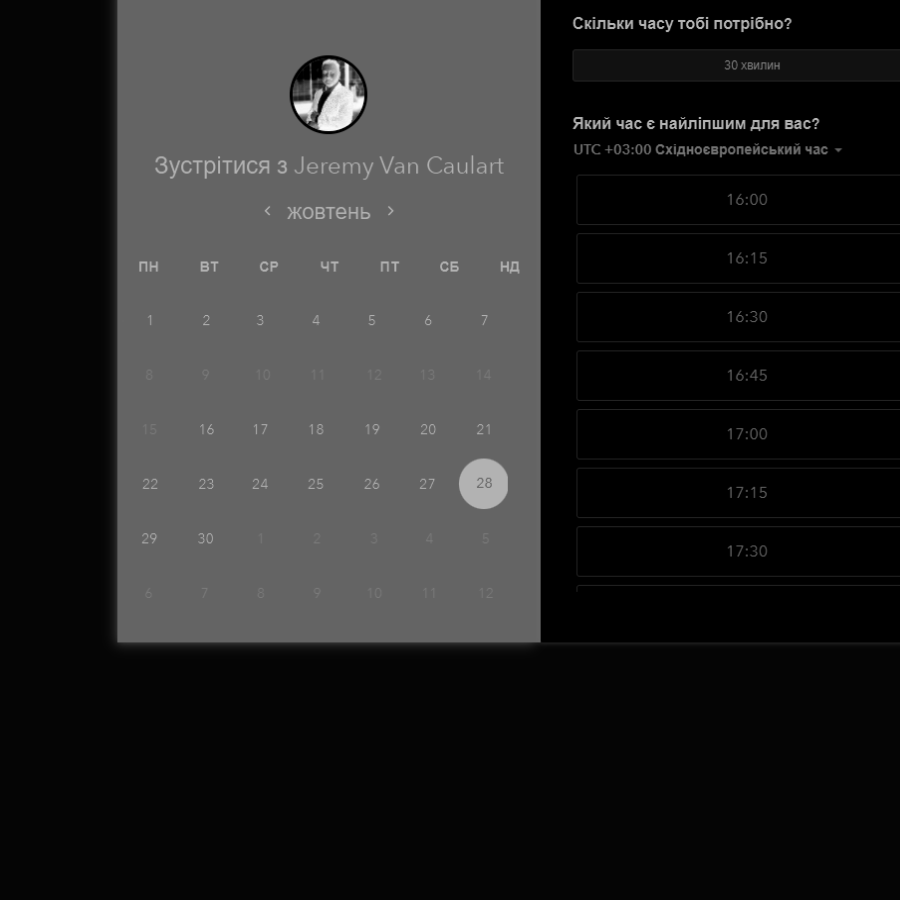 Зустрітися з Jeremy Van Caulart
жовтень
ПН ВТ СР ЧТ ПТ СБ НД
1 2 3 4 5 6 7
8 9 10 11 12 13 14
15 16 17 18 19 20 21
22 23 24 25 26 27 28
29 30 1 2 3 4 5
6 7 8 9 10 11 12
Скільки часу тобі потрібно?
30 хвилин
Який час є найліпшим для вас?
UTC +03:00 Східноєвропейський час
16:00
16:15
16:30
16:45
17:00
17:15
17:30